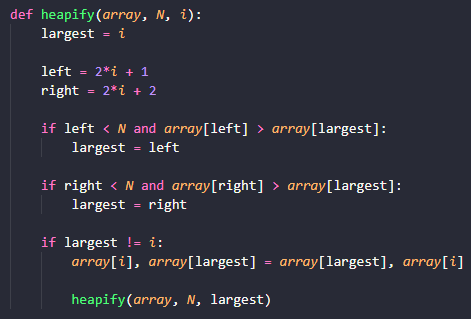 def heapify(array, N, i):
    largest = i

    left = 2*i + 1
    right = 2*i + 2

    if left < N and array[left] > array[largest]:
        largest = left

    if right < N and array[right] > array[largest]:
        largest = right

    if largest != i:
        array[i], array[largest] = array[largest], array[i]

        heapify(array, N, largest)